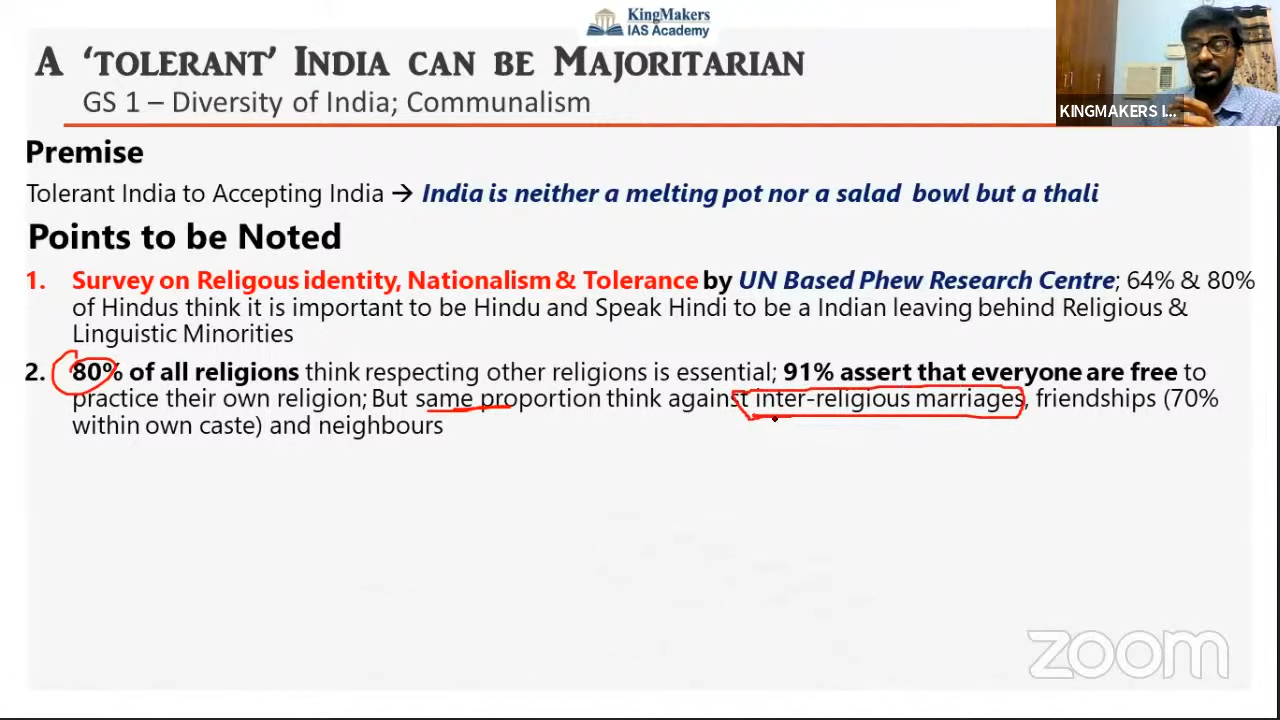 KingMakers
IAS Academy
A ‘TOLERANT’ INDIA CAN BE MAJORITARIAN
GS 1 – Diversity of India; Communalism
KINGMAKERS I...
Premise
Tolerant India to Accepting India → India is neither a melting pot nor a salad bowl but a thali
Points to be Noted
1. Survey on Religous identity, Nationalism & Tolerance by UN Based Phew Research Centre; 64% & 80%
of Hindus think it is important to be Hindu and Speak Hindi to be a Indian leaving behind Religious &
Linguistic Minorities
2. 80% of all religions think respecting other religions is essential; 91% assert that everyone are free to
practice their own religion; But same proportion think against inter-religious marriages, friendships (70%
within own caste) and neighbours
zoom